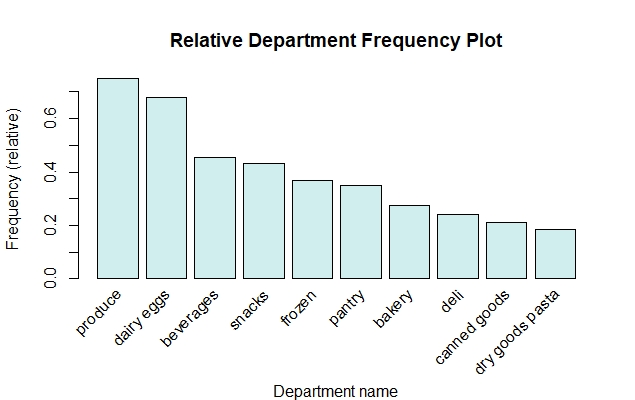 Relative Department Frequency Plot
Frequency (relative)
0.6
0.4
0.2
0.0
produce
dairy eggs
beverages
snacks
frozen
pantry
bakery
deli
canned goods
dry goods pasta
Department name